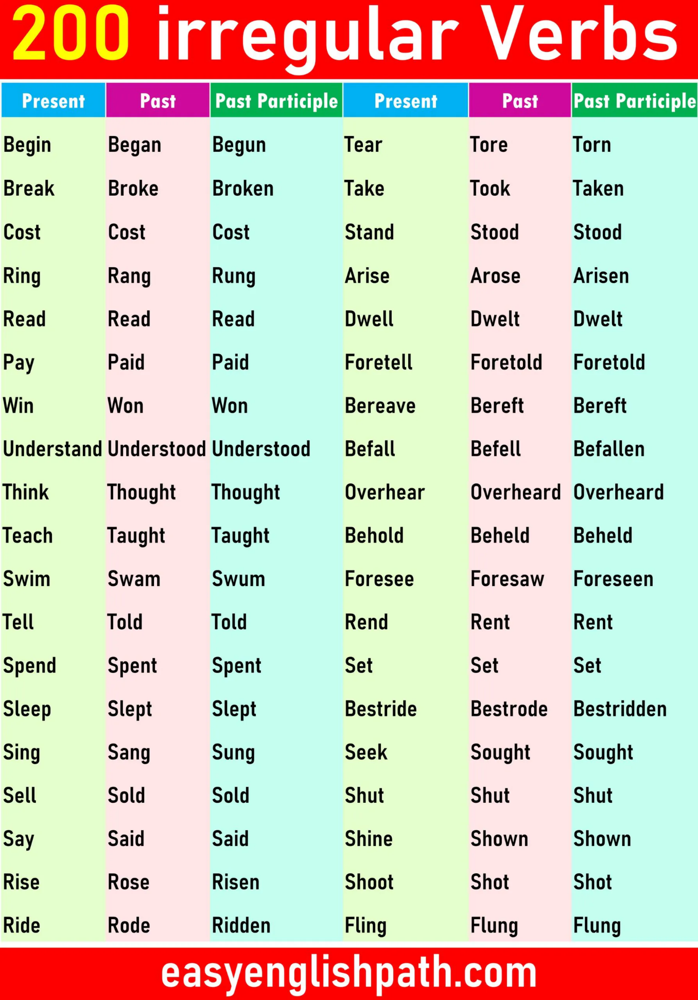 200 irregular Verbs
Present Past Past Participle Present Past Past Participle
Begin Began Begun Tear Tore Torn
Break Broke Broken Take Took Taken
Cost Cost Cost Stand Stood Stood
Ring Rang Rung Arise Arose Arisen
Read Read Read Dwell Dwelt Dwelt
Pay Paid Paid Foretell Foretold Foretold
Win Won Won Bereave Bereft Bereft
Understand Understood Understood Befall Befell Befallen
Think Thought Thought Overhear Overheard Overheard
Teach Taught Taught Behold Beheld Beheld
Swim Swam Swum Foresee Foresaw Foreseen
Tell Told Told Rend Rent Rent
Spend Spent Spent Set Set Set
Sleep Slept Slept Bestride Bestrode Bestridden
Sing Sang Sung Seek Sought Sought
Sell Sold Sold Shut Shut Shut
Say Said Said Shine Shown Shown
Rise Rose Risen Shoot Shot Shot
Ride Rode Ridden Fling Flung Flung
easyenglishpath.com